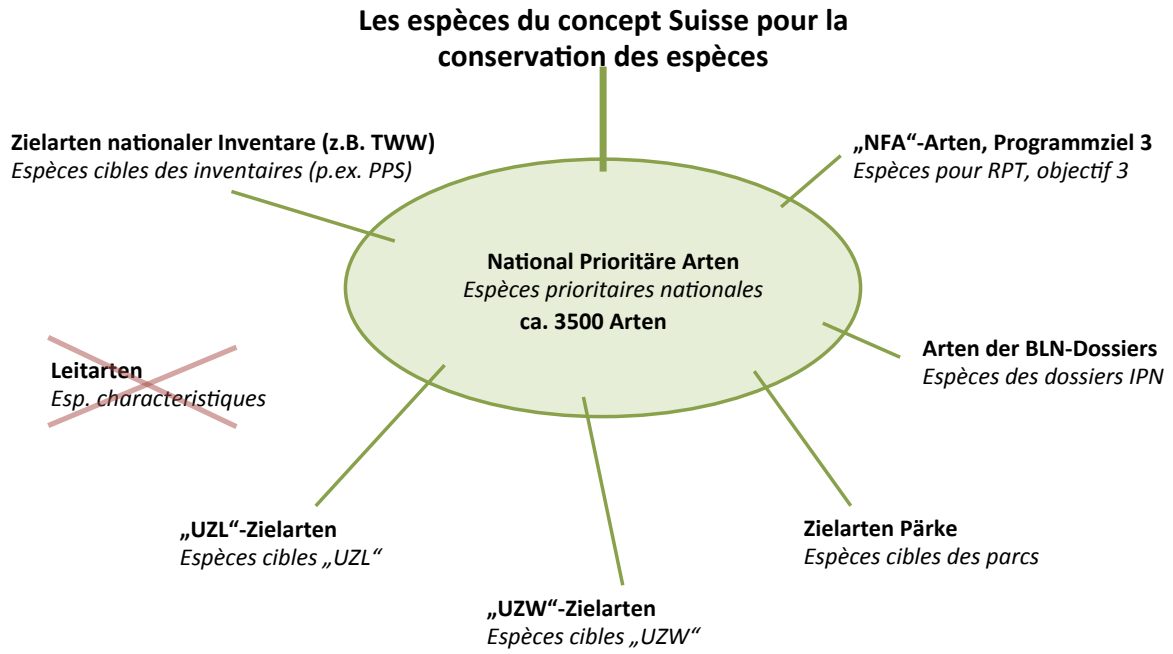 Les espèces du concept Suisse pour la
conservation des espèces
Zielarten nationaler Inventare (z.B. TWW)
Espèces cibles des inventaires (p.ex. PPS)
„NFA“-Arten, Programmziel 3
Espèces pour RPT, objectif 3
National Prioritäre Arten
Espèces prioritaires nationales
ca. 3500 Arten
Leitarten
Esp. characteristiques
Arten der BLN-Dossiers
Espèces des dossiers IPN
„UZL“-Zielarten
Espèces cibles „UZL“
Zielarten Pärke
Espèces cibles des parcs
„UZW“-Zielarten
Espèces cibles „UZW“